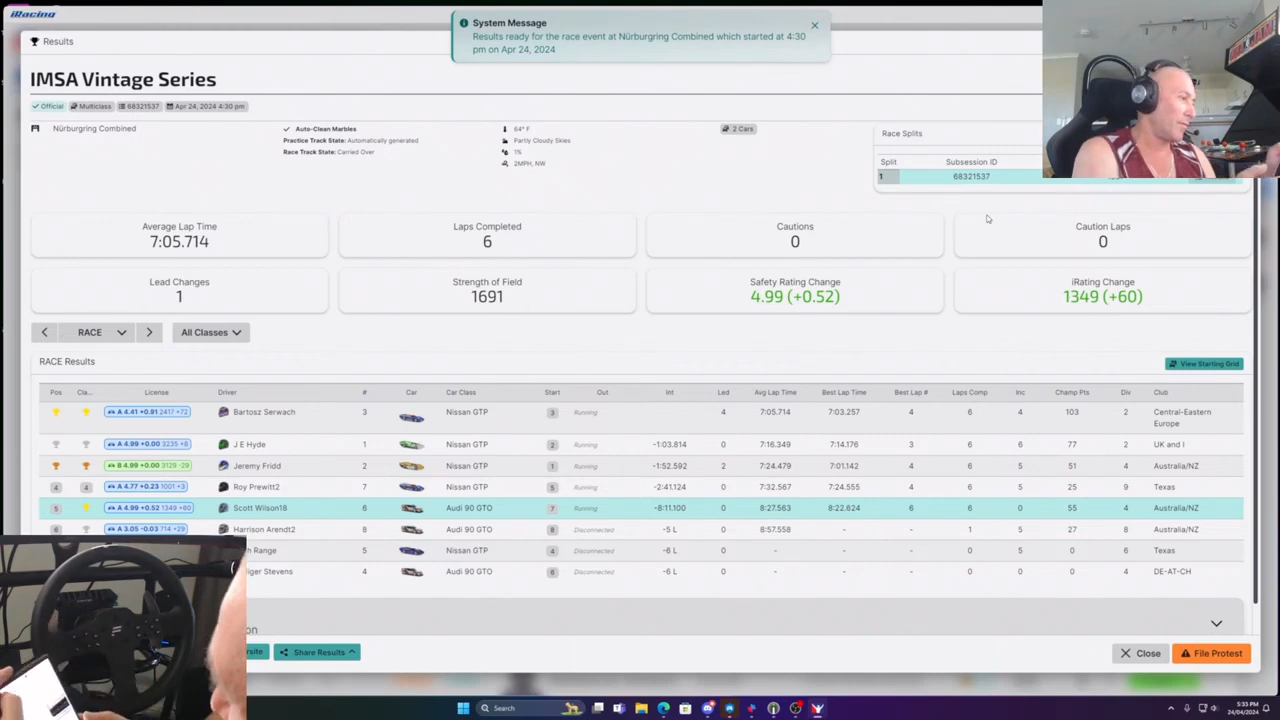 iRacing
Results
System Message
Results ready for the race event at Nürburgring Combined which started at 4:30
pm on Apr 24, 2024
IMSA Vintage Series
Official Multiclass 68321537 Apr 24, 2024 4:30 pm
Nürburgring Combined
Auto-Clean Marbles
Practice Track State: Automatically generated
Race Track State: Carried Over
64° F
Partly Cloudy Skies
1%
2MPH, NW
2 Cars
Race Splits
Split Subsession ID
1 68321537
Average Lap Time
7:05.714
Laps Completed
6
Cautions
0
Caution Laps
0
Lead Changes
1
Strength of Field
1691
Safety Rating Change
4.99 (+0.52)
iRating Change
1349 (+60)
RACE All Classes
RACE Results
View Starting Grid
Pos Cla... License Driver # Car Car Class Start Out Int Led Avg Lap Time Best Lap Time Best Lap # Laps Comp Inc Champ Pts Div Club
A 4.41 +0.91 2417 +72 Bartosz Serwach 3 Nissan GTP 3 Running - 4 7:05.714 7:03.257 4 6 4 103 2 Central-Eastern
Europe
A 4.99 +0.00 3235 +8 J E Hyde 1 Nissan GTP 2 Running -1:03.814 0 7:16.349 7:14.176 3 6 6 77 2 UK and I
B 4.99 +0.00 3129 -29 Jeremy Fridd 2 Nissan GTP 1 Running -1:52.592 2 7:24.479 7:01.142 4 6 5 51 4 Australia/NZ
4 4 A 4.77 +0.23 1001 +3 Roy Prewitt2 7 Nissan GTP 5 Running -2:41.124 0 7:32.567 7:24.555 4 6 5 25 9 Texas
5 A 4.99 +0.52 1349 +60 Scott Wilson18 6 Audi 90 GTO 7 Running -8:11.100 0 8:27.563 8:22.624 6 6 0 55 4 Australia/NZ
6 A 3.05 -0.03 714 +29 Harrison Arendt2 8 Audi 90 GTO 8 Disconnected -5 L 0 8:57.558 - - 1 5 27 8 Texas
Range 5 Nissan GTP 4 Disconnected -6 L 0 - - - 0 5 0 6 Texas
Stevens 4 Audi 90 GTO 6 Disconnected -6 L 0 - - - 0 0 0 4 DE-AT-CH
on
site Share Results
Close File Protest
Search
5:33 PM
24/04/2024